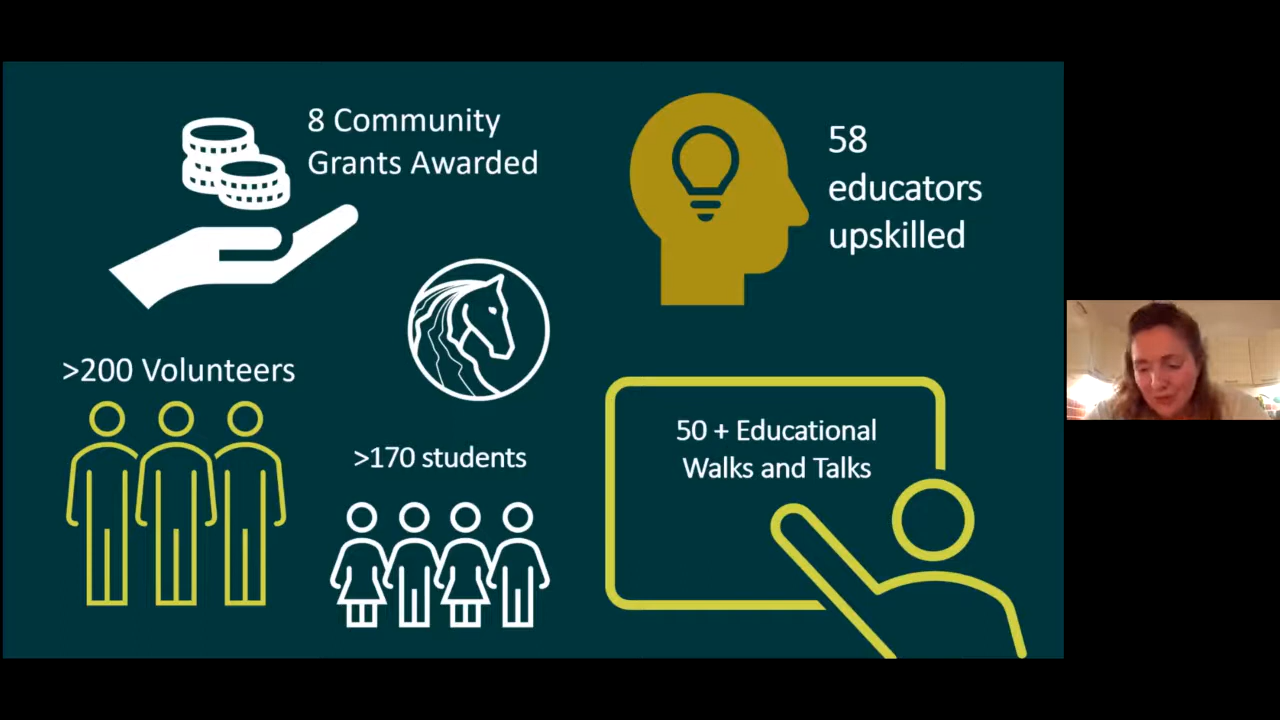 8 Community
Grants Awarded
58
educators
upskilled
>200 Volunteers
>170 students
50 + Educational
Walks and Talks